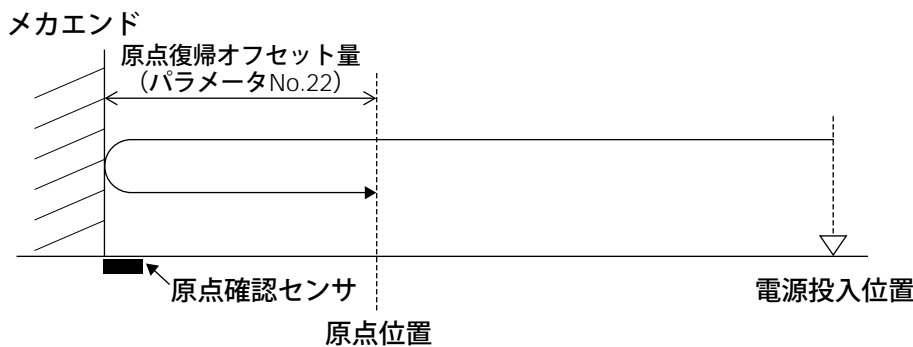 メカエンド
原点復帰オフセット量
（パラメータNo.22）
原点確認センサ
電源投入位置
原点位置